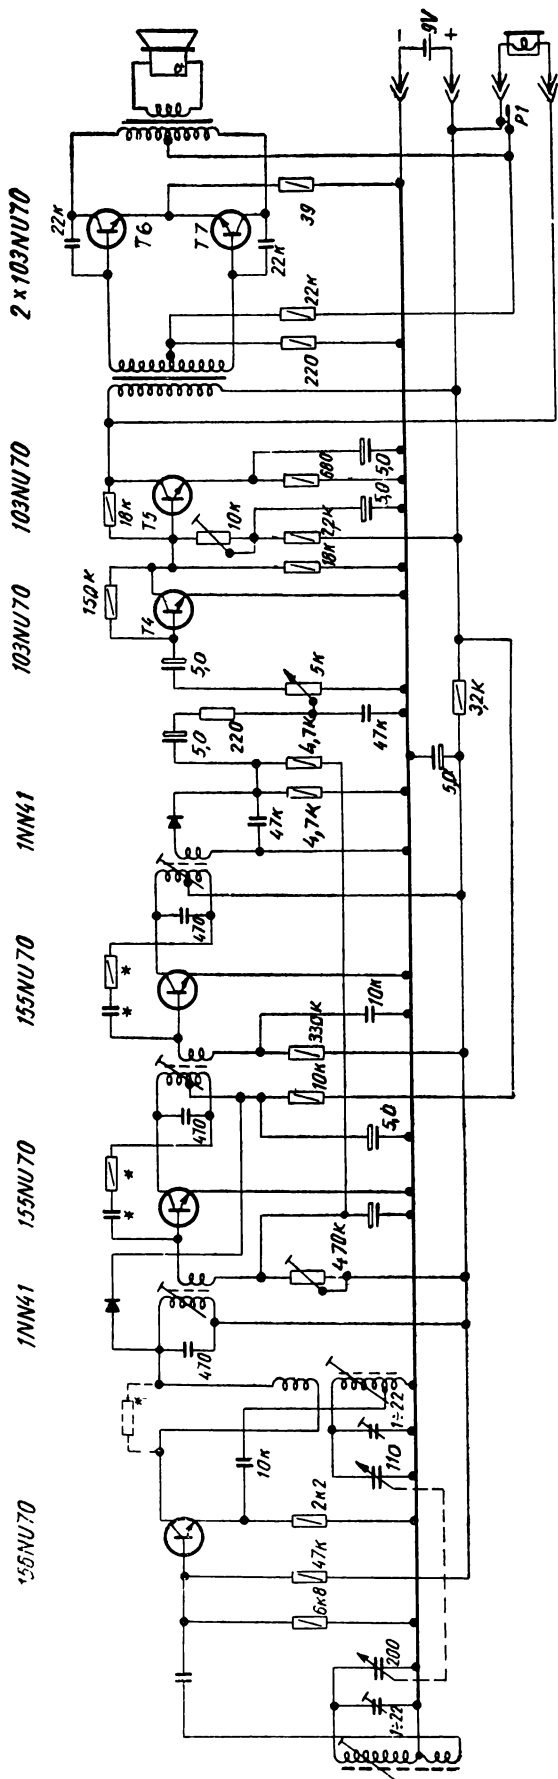 156NU70
1NN41
155NU70
155NU70
1NN41
103NU70
103NU70
2 x 103NU70
*
*
*
*
*
150K
18K
22K
T4
T5
T6
T7
470
470
470
5,0
5,0
10K
22K
10K
220
5K
6K8
47K
2K2
470K
10K
330K
47K
4,7K
4,7K
18K
2,2K
680
220
22K
39
1÷22
200
110
1÷22
5,0
10K
47K
5,0
5,0
5,0
3,2K
-
9V
+
P1